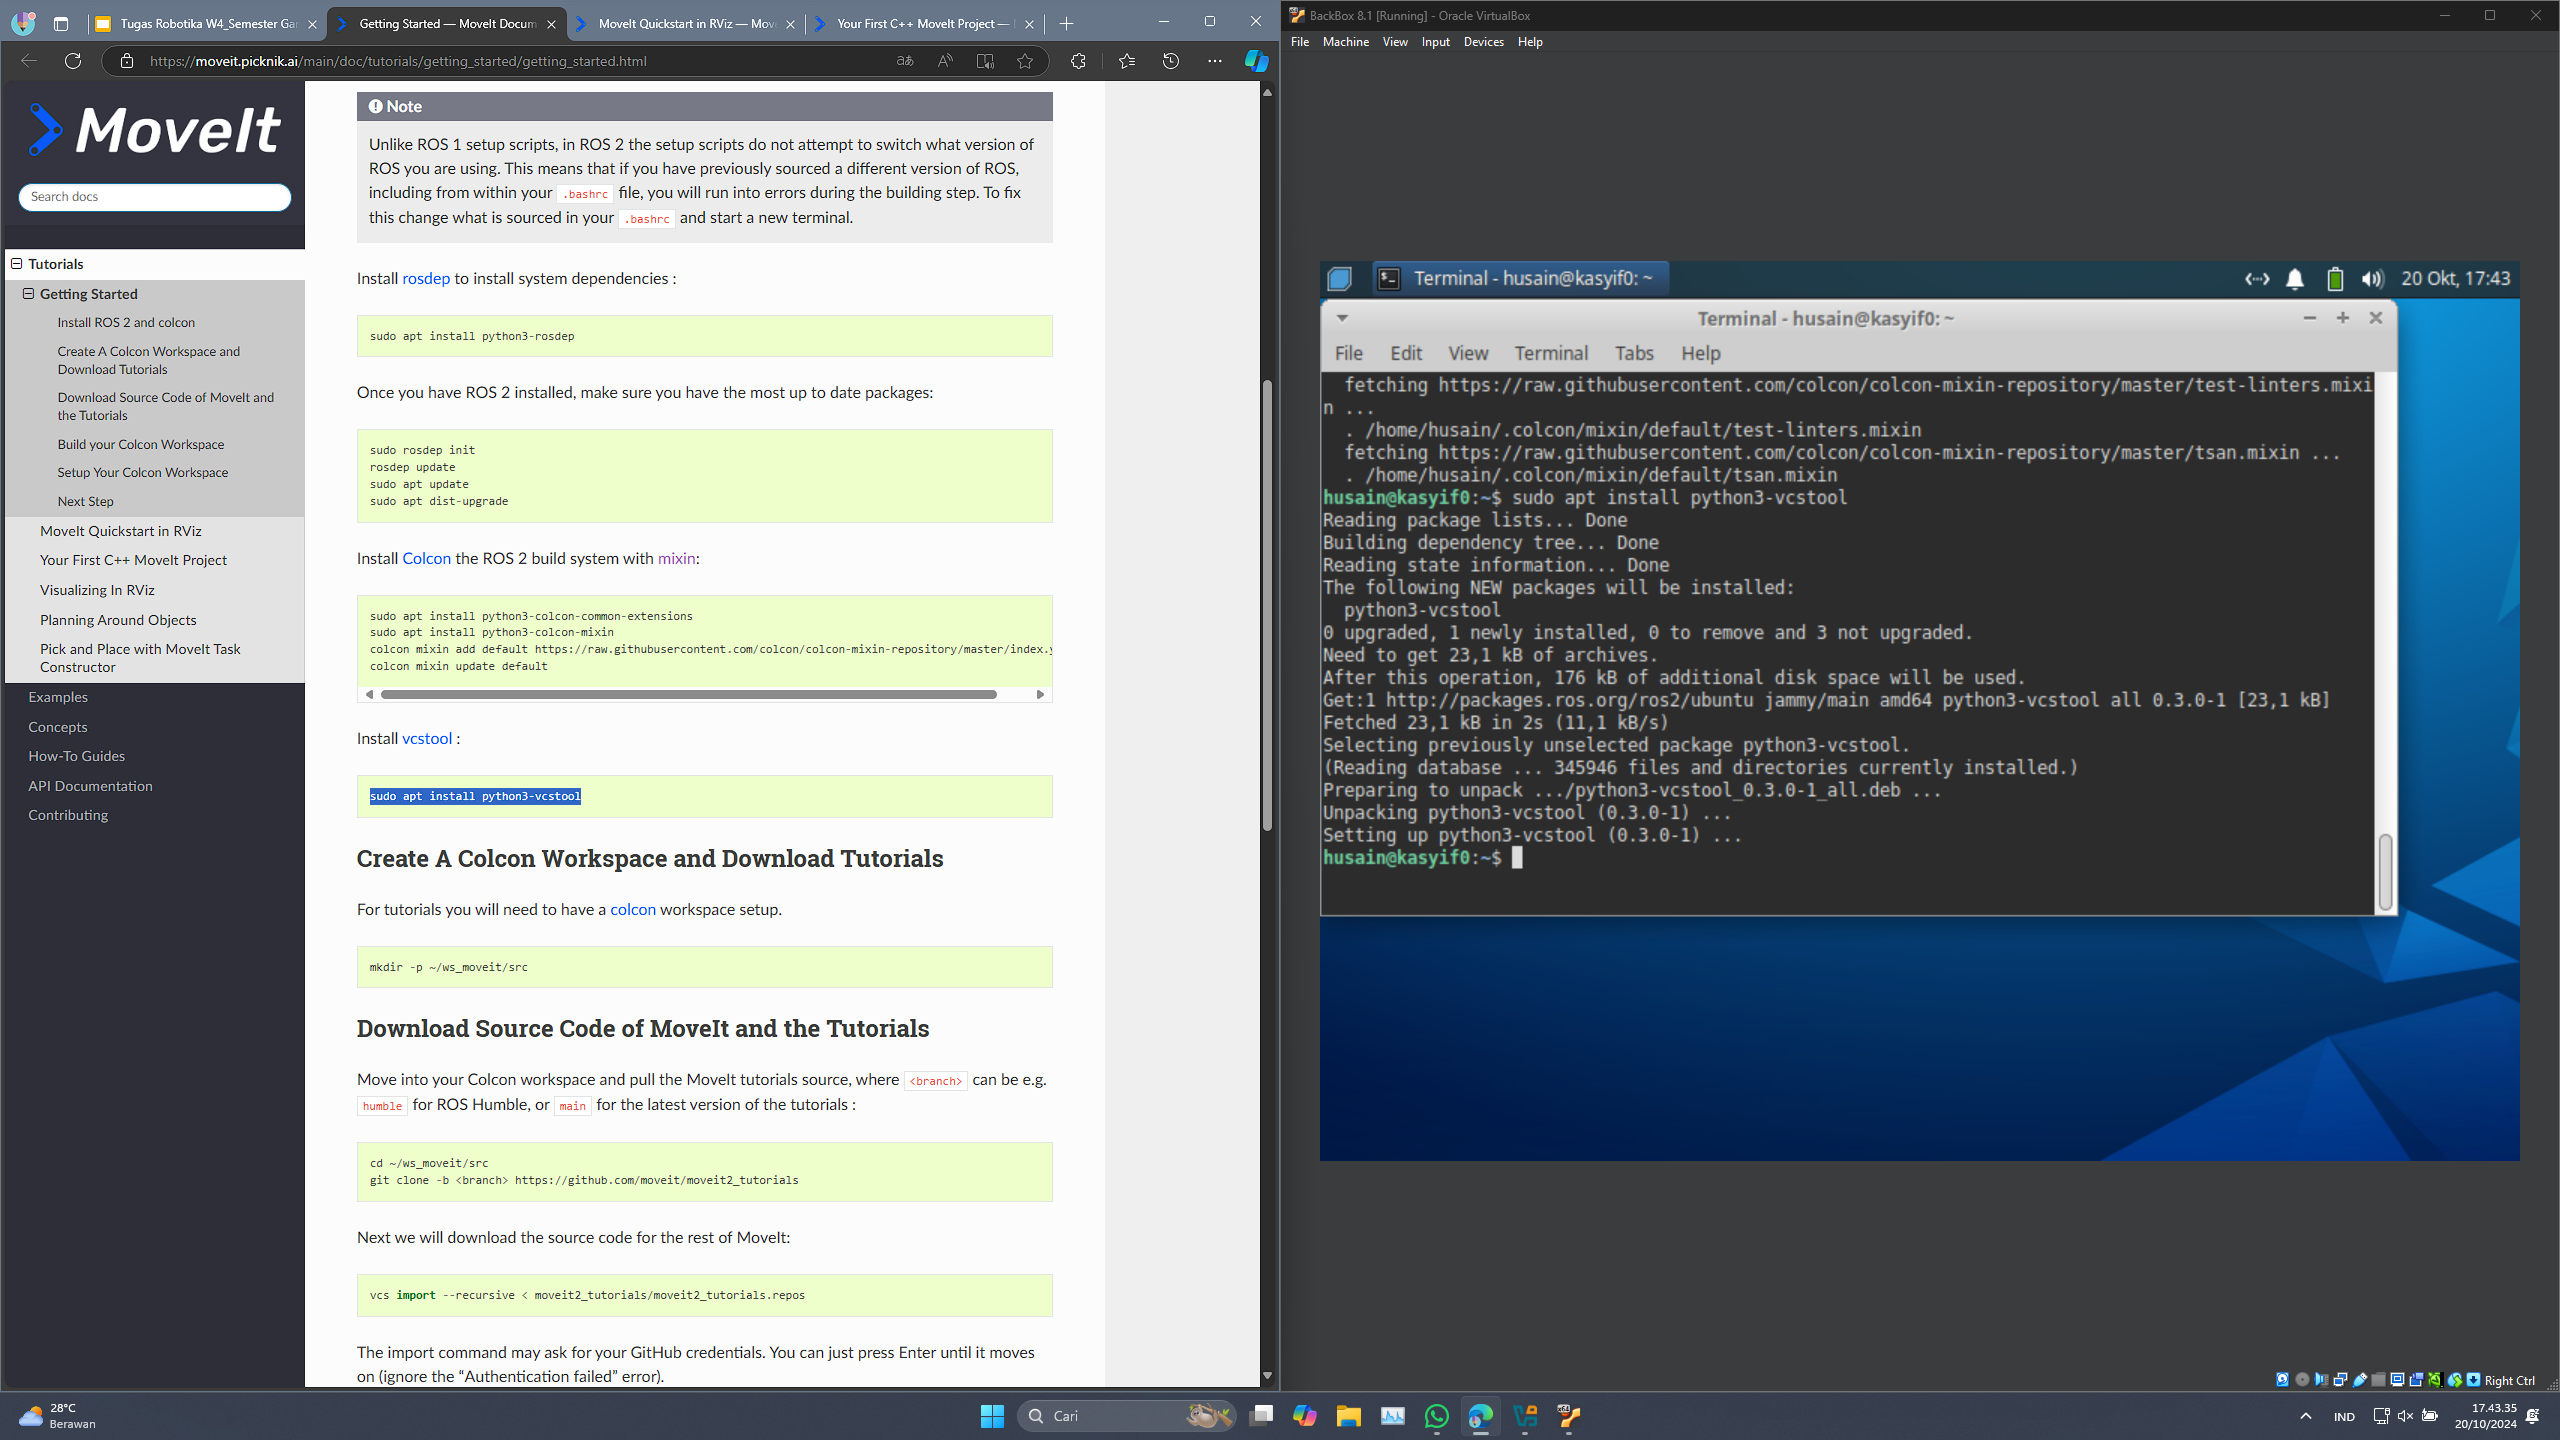 Tugas Robotika W4_Semester Gan
Getting Started — MoveIt Docum
MoveIt Quickstart in RViz — Mov
Your First C++ MoveIt Project —
https://moveit.picknik.ai/main/doc/tutorials/getting_started/getting_started.html
MoveIt
Search docs
Tutorials
Getting Started
Install ROS 2 and colcon
Create A Colcon Workspace and
Download Tutorials
Download Source Code of MoveIt and
the Tutorials
Build your Colcon Workspace
Setup Your Colcon Workspace
Next Step
MoveIt Quickstart in RViz
Your First C++ MoveIt Project
Visualizing In RViz
Planning Around Objects
Pick and Place with MoveIt Task
Constructor
Examples
Concepts
How-To Guides
API Documentation
Contributing
Note
Unlike ROS 1 setup scripts, in ROS 2 the setup scripts do not attempt to switch what version of
ROS you are using. This means that if you have previously sourced a different version of ROS,
including from within your .bashrc file, you will run into errors during the building step. To fix
this change what is sourced in your .bashrc and start a new terminal.
Install rosdep to install system dependencies :
sudo apt install python3-rosdep
Once you have ROS 2 installed, make sure you have the most up to date packages:
sudo rosdep init
rosdep update
sudo apt update
sudo apt dist-upgrade
Install Colcon the ROS 2 build system with mixin:
sudo apt install python3-colcon-common-extensions
sudo apt install python3-colcon-mixin
colcon mixin add default https://raw.githubusercontent.com/colcon/colcon-mixin-repository/master/index.y
colcon mixin update default
Install vcstool :
sudo apt install python3-vcstool
Create A Colcon Workspace and Download Tutorials
For tutorials you will need to have a colcon workspace setup.
mkdir -p ~/ws_moveit/src
Download Source Code of MoveIt and the Tutorials
Move into your Colcon workspace and pull the MoveIt tutorials source, where <branch> can be e.g.
humble for ROS Humble, or main for the latest version of the tutorials :
cd ~/ws_moveit/src
git clone -b <branch> https://github.com/moveit/moveit2_tutorials
Next we will download the source code for the rest of MoveIt:
vcs import --recursive < moveit2_tutorials/moveit2_tutorials.repos
The import command may ask for your GitHub credentials. You can just press Enter until it moves
on (ignore the “Authentication failed” error).
BackBox 8.1 [Running] - Oracle VirtualBox
File Machine View Input Devices Help
Terminal - husain@kasyif0: ~
20 Okt, 17:43
Terminal - husain@kasyif0: ~
File Edit View Terminal Tabs Help
fetching https://raw.githubusercontent.com/colcon/colcon-mixin-repository/master/test-linters.mixi
n ...
. /home/husain/.colcon/mixin/default/test-linters.mixin
fetching https://raw.githubusercontent.com/colcon/colcon-mixin-repository/master/tsan.mixin ...
. /home/husain/.colcon/mixin/default/tsan.mixin
husain@kasyif0:~$ sudo apt install python3-vcstool
Reading package lists... Done
Building dependency tree... Done
Reading state information... Done
The following NEW packages will be installed:
python3-vcstool
0 upgraded, 1 newly installed, 0 to remove and 3 not upgraded.
Need to get 23,1 kB of archives.
After this operation, 176 kB of additional disk space will be used.
Get:1 http://packages.ros.org/ros2/ubuntu jammy/main amd64 python3-vcstool all 0.3.0-1 [23,1 kB]
Fetched 23,1 kB in 2s (11,1 kB/s)
Selecting previously unselected package python3-vcstool.
(Reading database ... 345946 files and directories currently installed.)
Preparing to unpack .../python3-vcstool_0.3.0-1_all.deb ...
Unpacking python3-vcstool (0.3.0-1) ...
Setting up python3-vcstool (0.3.0-1) ...
husain@kasyif0:~$
Right Ctrl
28°C
Berawan
Cari
IND
17.43.35
20/10/2024